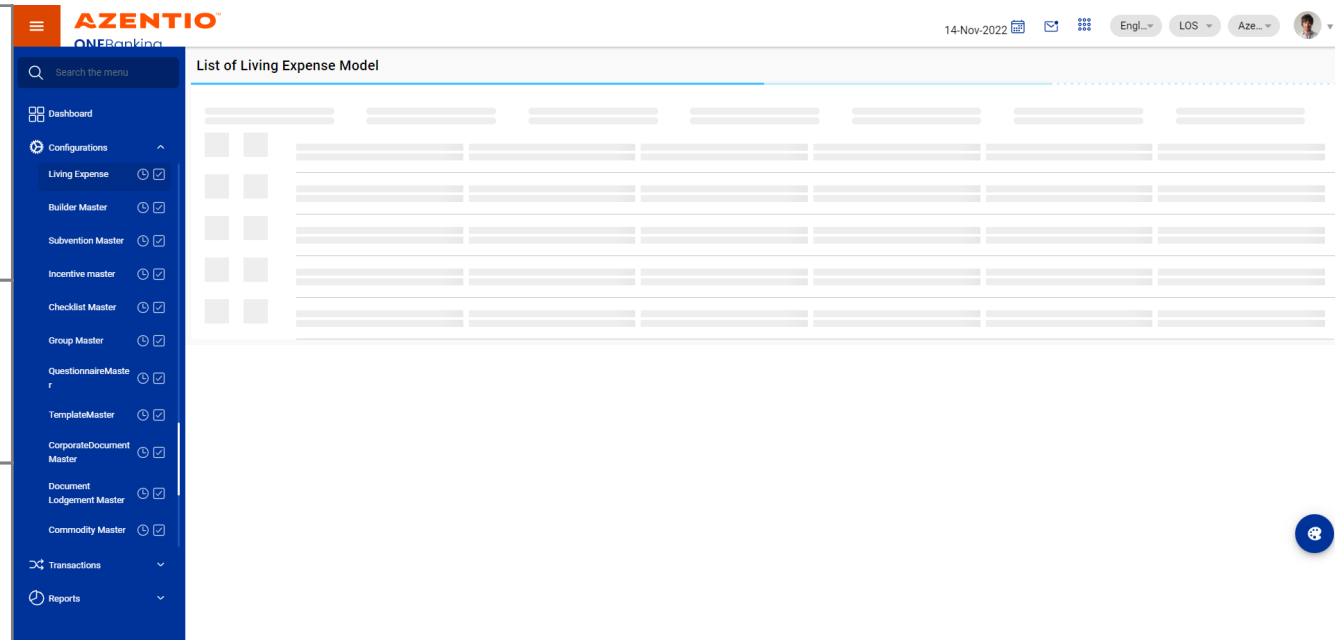 AZENTIO™
ONEBanking
14-Nov-2022
Engl...
LOS
Aze...
Search the menu
List of Living Expense Model
Dashboard
Configurations
Living Expense
Builder Master
Subvention Master
Incentive master
Checklist Master
Group Master
QuestionnaireMaste
r
TemplateMaster
CorporateDocument
Master
Document
Lodgement Master
Commodity Master
Transactions
Reports